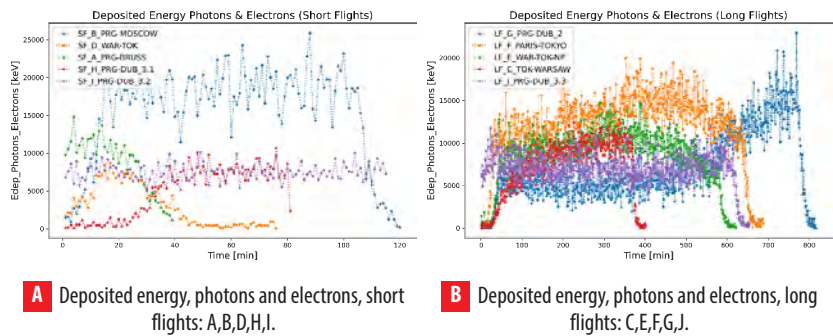 Deposited Energy Photons & Electrons (Short Flights)
Edep_Photons_Electrons [keV]
25000
20000
15000
10000
5000
0
SF_B_PRG-MOSCOW
SF_D_WAR-TOK
SF_A_PRG-BRUSS
SF_H_PRG-DUB_3.1
SF_I_PRG-DUB_3.2
0 20 40 60 80 100 120
Time [min]
Deposited Energy Photons & Electrons (Long Flights)
Edep_Photons_Electrons [keV]
20000
15000
10000
5000
0
LF_G_PRG-DUB_2
LF_F_PARIS-TOKYO
LF_E_WAR-TOK-NP
LF_C_TOK-WARSAW
LF_J_PRG-DUB_3.3
0 100 200 300 400 500 600 700 800
Time [min]
A Deposited energy, photons and electrons, short
flights: A,B,D,H,I.
B Deposited energy, photons and electrons, long
flights: C,E,F,G,J.